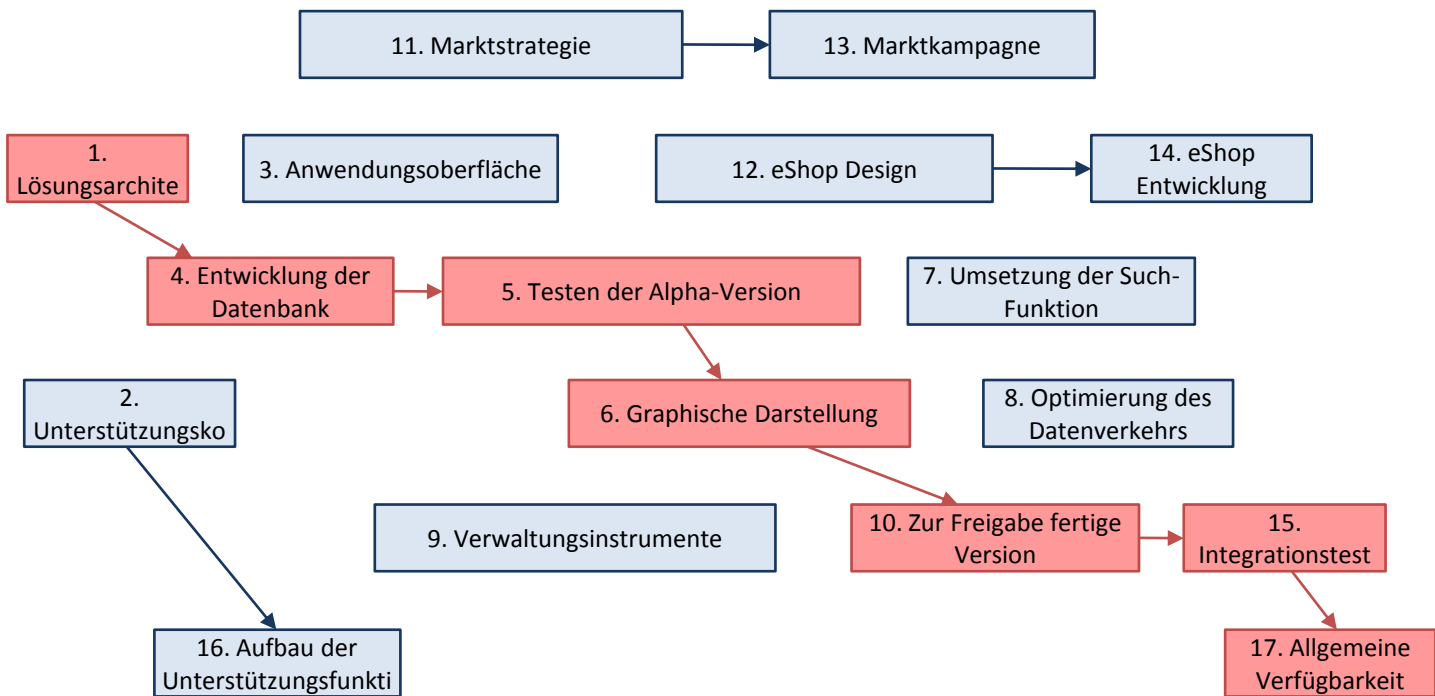 11. Marktstrategie
13. Marktkampagne
1.
Lösungsarchite
3. Anwendungsoberfläche
12. eShop Design
14. eShop
Entwicklung
4. Entwicklung der
Datenbank
5. Testen der Alpha-Version
7. Umsetzung der Such-
Funktion
2.
Unterstützungsko
6. Graphische Darstellung
8. Optimierung des
Datenverkehrs
9. Verwaltungsinstrumente
10. Zur Freigabe fertige
Version
15.
Integrationstest
16. Aufbau der
Unterstützungsfunkti
17. Allgemeine
Verfügbarkeit